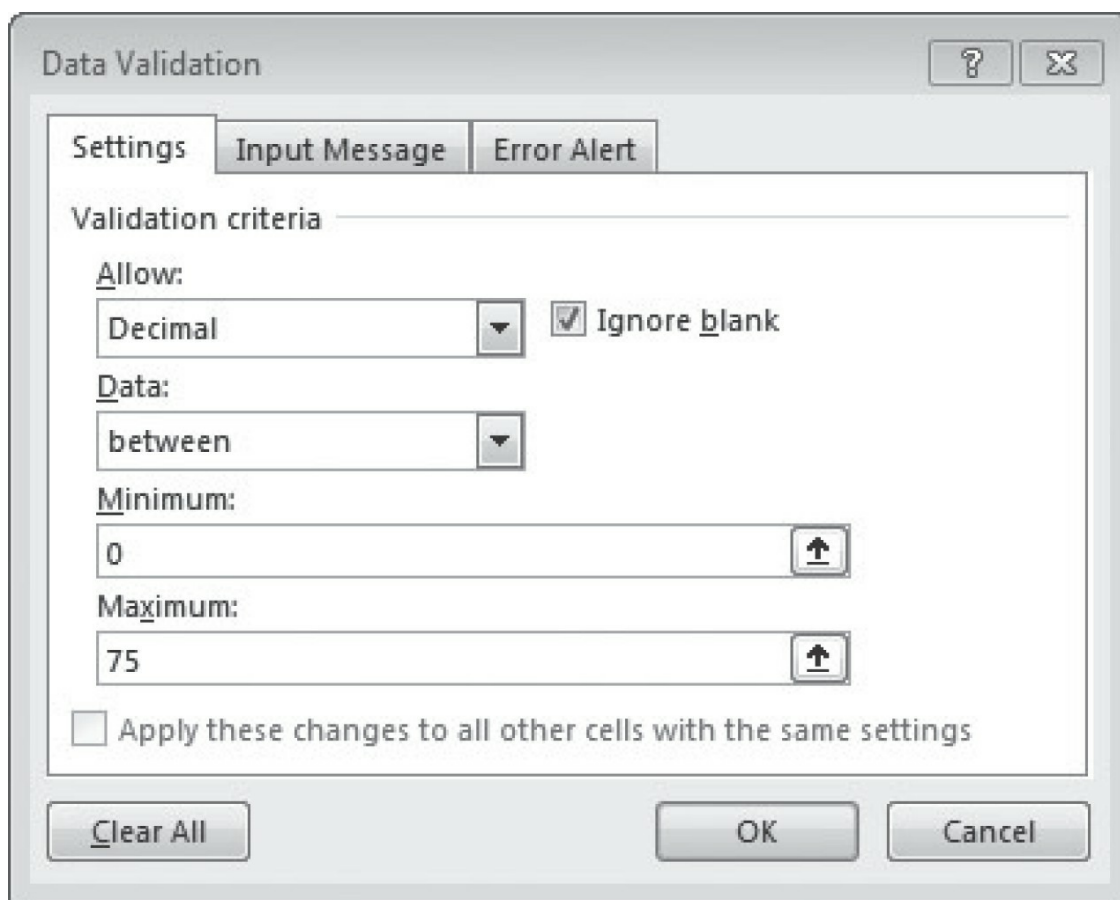 Data Validation
Settings Input Message Error Alert
Validation criteria
Allow:
Decimal
Ignore blank
Data:
between
Minimum:
0
Maximum:
75
Apply these changes to all other cells with the same settings
Clear All OK Cancel